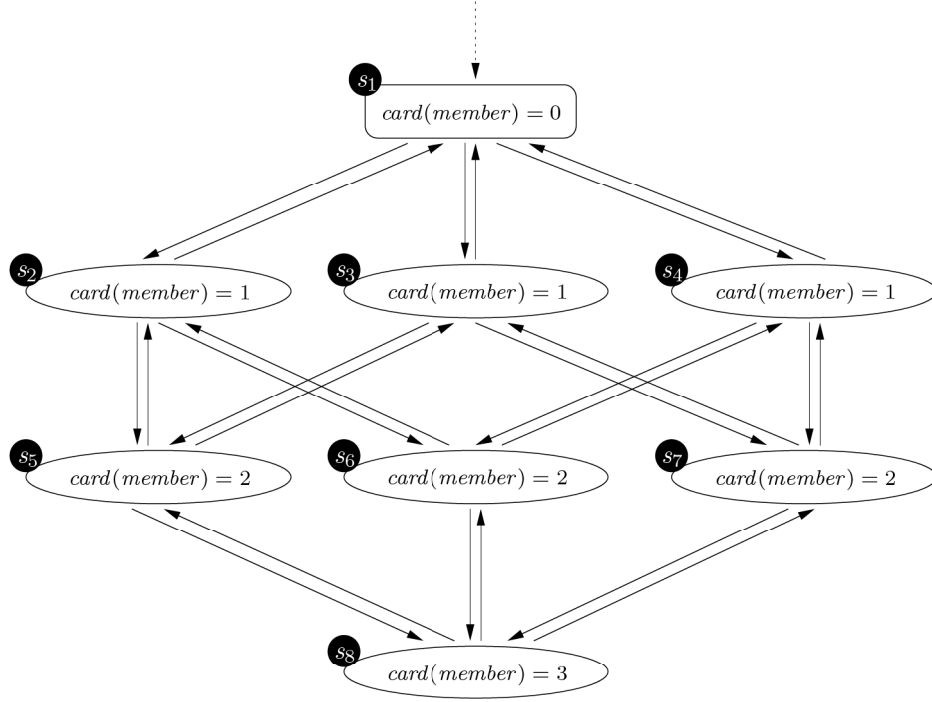 s1
card(member) = 0
s2
card(member) = 1
s3
card(member) = 1
s4
card(member) = 1
s5
card(member) = 2
s6
card(member) = 2
s7
card(member) = 2
s8
card(member) = 3